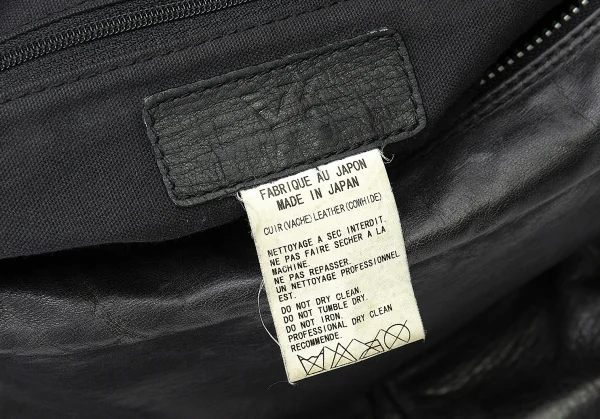 FABRIQUE AU JAPON
MADE IN JAPAN
CUIR(VACHE)LEATHER(COWHIDE)
NETTOYAGE A SEC INTERDIT.
NE PAS FAIRE SECHER A LA
MACHINE.
NE PAS REPASSER.
UN NETTOYAGE PROFESSIONNEL
EST.
DO NOT DRY CLEAN.
DO NOT TUMBLE DRY.
DO NOT IRON.
PROFESSIONAL DRY CLEAN
RECOMMENDE.